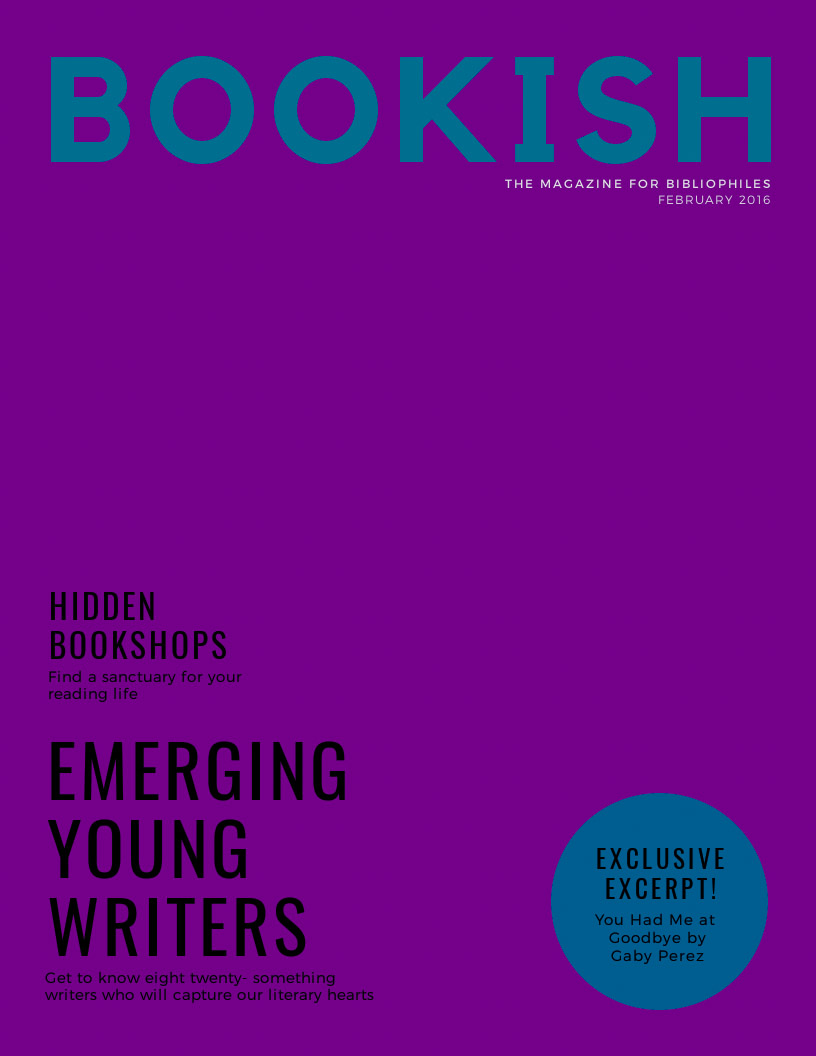 BOOKISH
THE MAGAZINE FOR BIBLIOPHILES
FEBRUARY 2016
HIDDEN
BOOKSHOPS
Find a sanctuary for your
reading life
EMERGING
YOUNG
WRITERS
Get to know eight twenty- something
writers who will capture our literary hearts
EXCLUSIVE
EXCERPT!
You Had Me at
Goodbye by
Gaby Perez